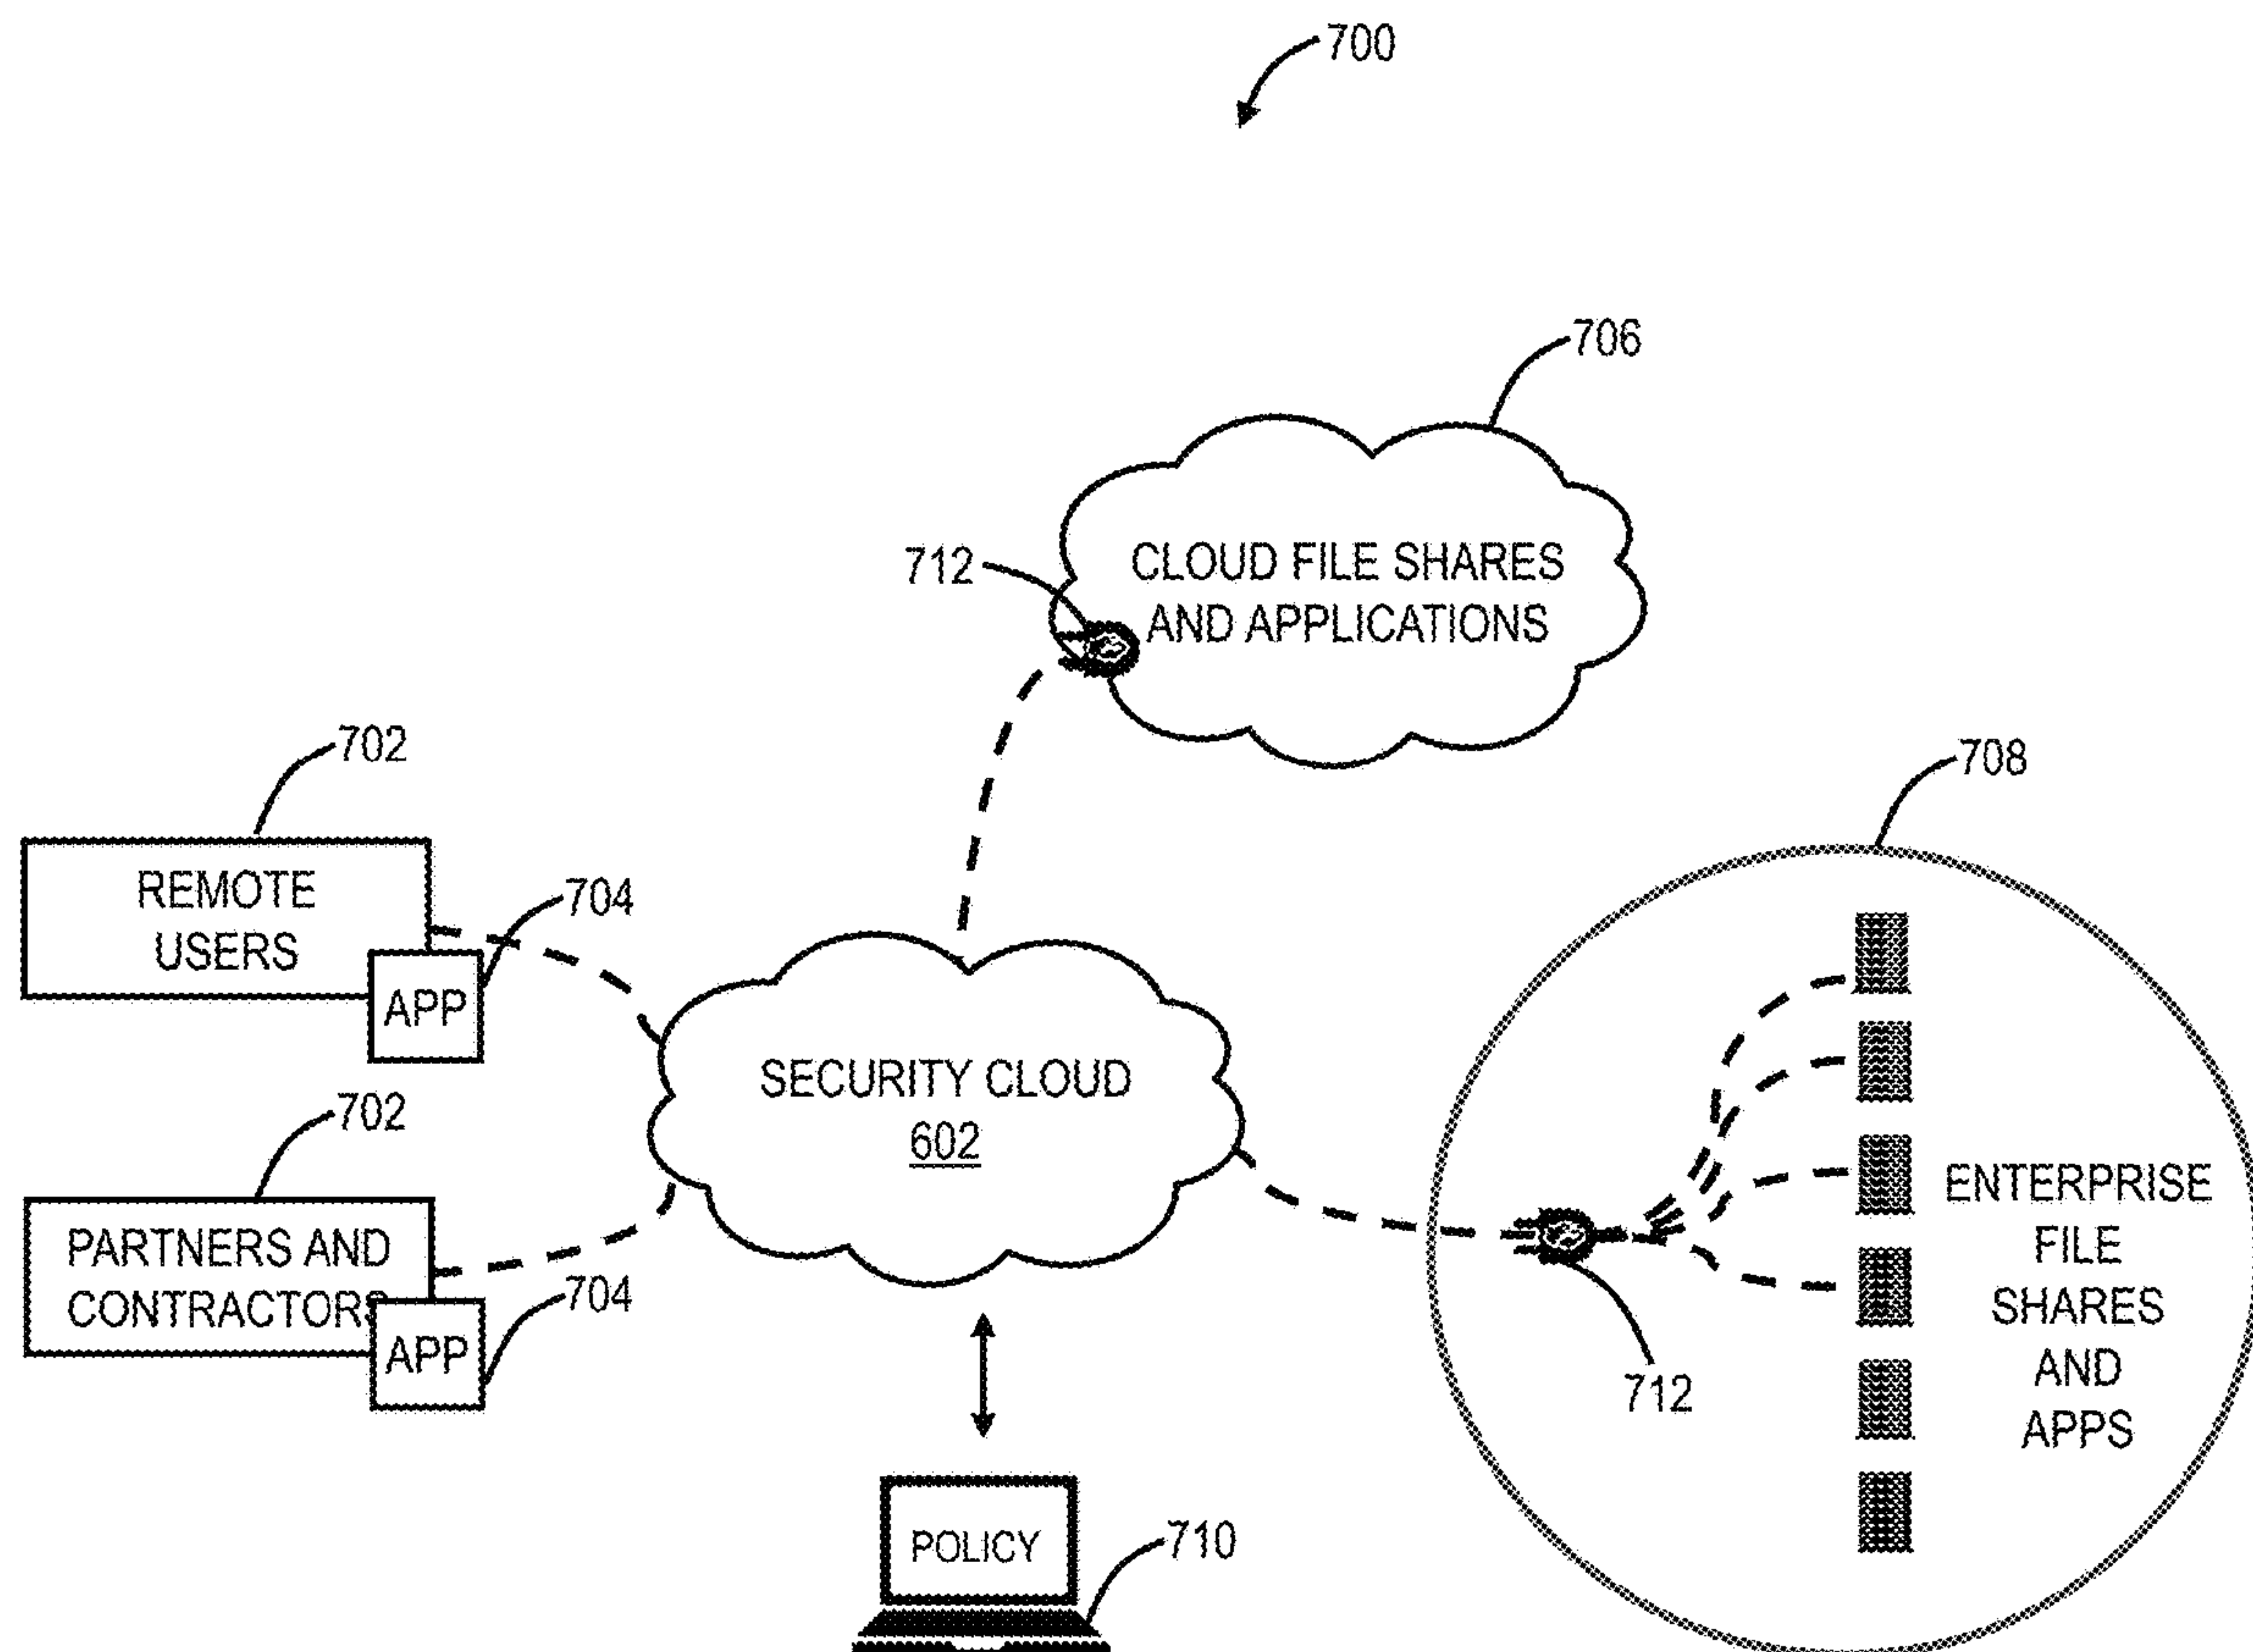 700
706
CLOUD FILE SHARES
AND APPLICATIONS
712
702
REMOTE
USERS
704
APP
708
SECURITY CLOUD
602
702
PARTNERS AND
CONTRACTORS
704
APP
ENTERPRISE
FILE
SHARES
AND
APPS
712
POLICY
710